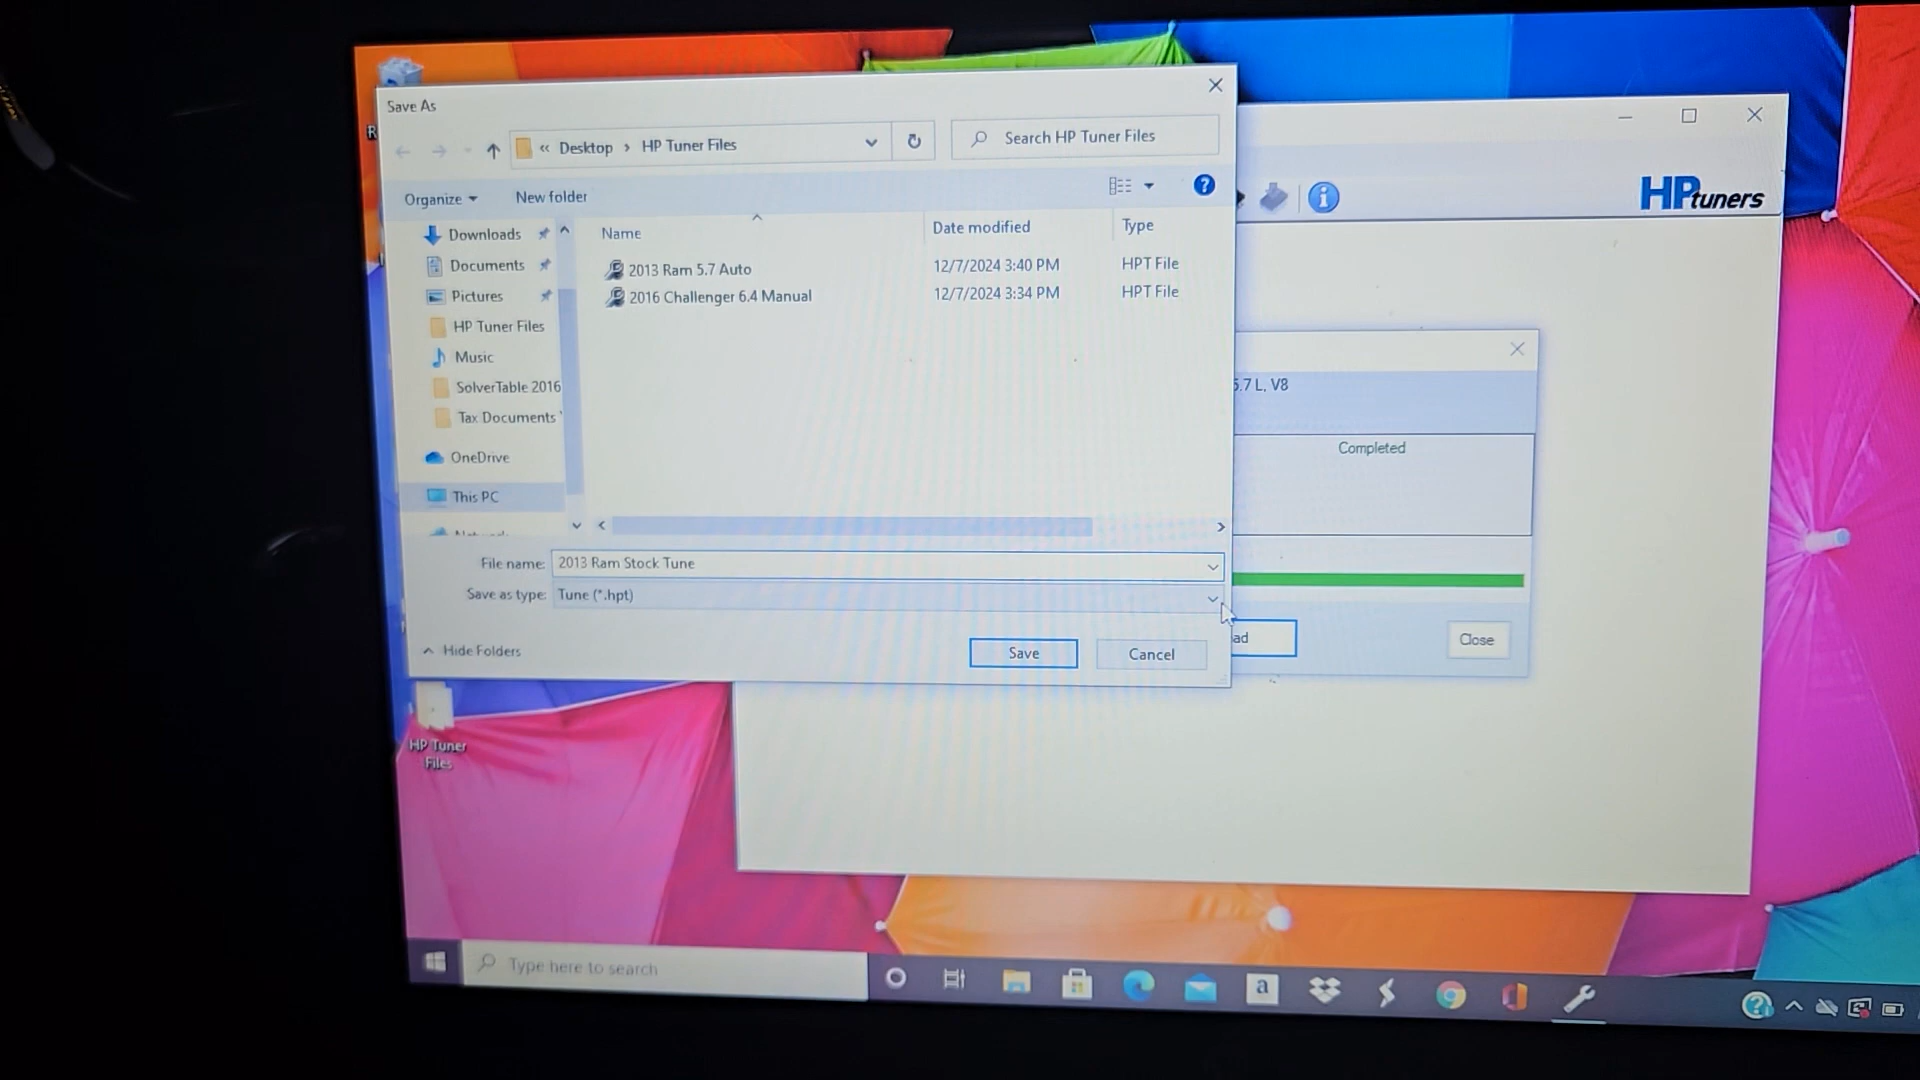 Save As
« Desktop › HP Tuner Files
Search HP Tuner Files
Organize
New folder
HPtuners
Downloads
Documents
Pictures
HP Tuner Files
Music
SolverTable 2016
Tax Documents
OneDrive
This PC
Name
Date modified
Type
2013 Ram 5.7 Auto
12/7/2024 3:40 PM
HPT File
2016 Challenger 6.4 Manual
12/7/2024 3:34 PM
HPT File
5.7 L, V8
Completed
File name:
2013 Ram Stock Tune
Save as type:
Tune (*.hpt)
Hide Folders
Save
Cancel
ad
Close
HP Tuner
Files
Type here to search